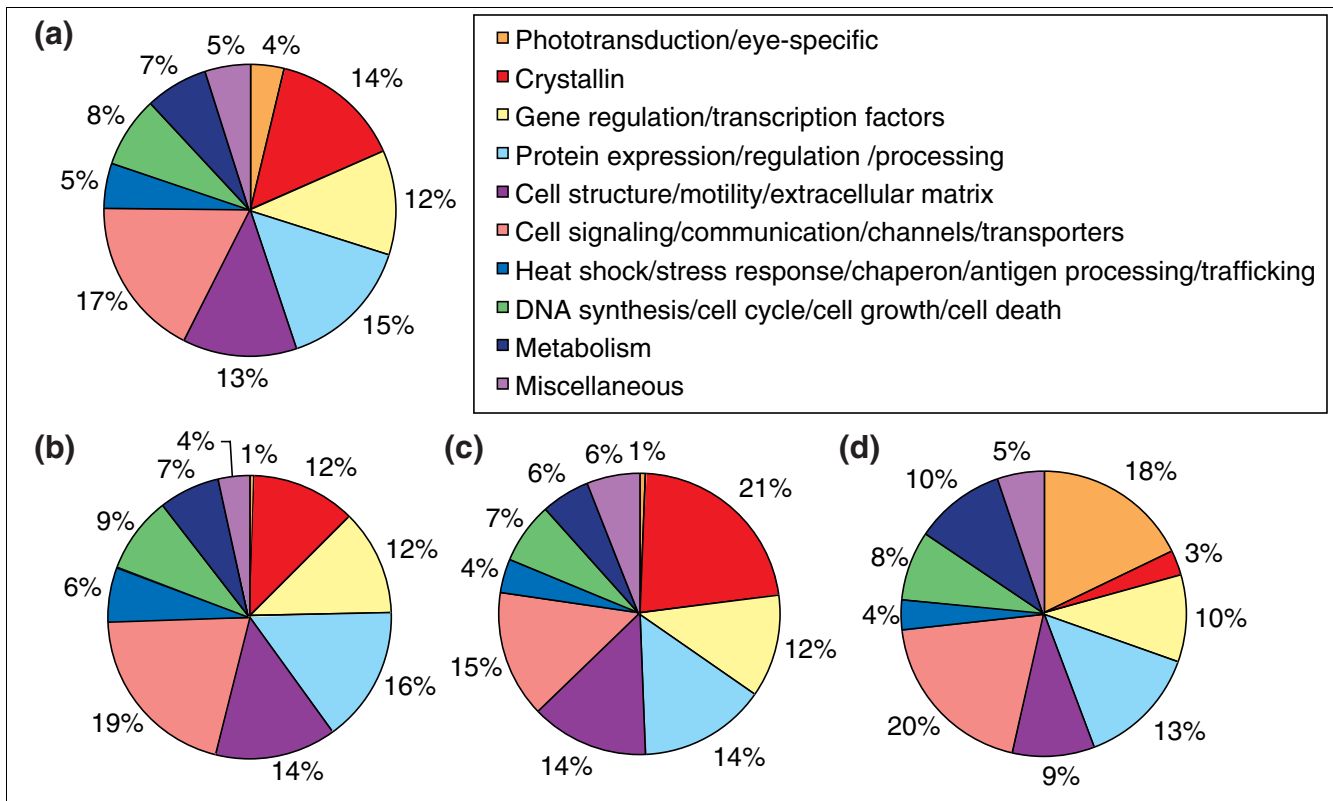 (a)
5%
4%
14%
12%
15%
13%
17%
5%
8%
7%
Phototransduction/eye-specific
Crystallin
Gene regulation/transcription factors
Protein expression/regulation /processing
Cell structure/motility/extracellular matrix
Cell signaling/communication/channels/transporters
Heat shock/stress response/chaperon/antigen processing/trafficking
DNA synthesis/cell cycle/cell growth/cell death
Metabolism
Miscellaneous
(b)
4%
1%
12%
12%
16%
14%
19%
6%
9%
7%
(c)
6%
1%
21%
12%
14%
14%
15%
4%
7%
6%
(d)
5%
18%
3%
10%
13%
9%
20%
4%
8%
10%